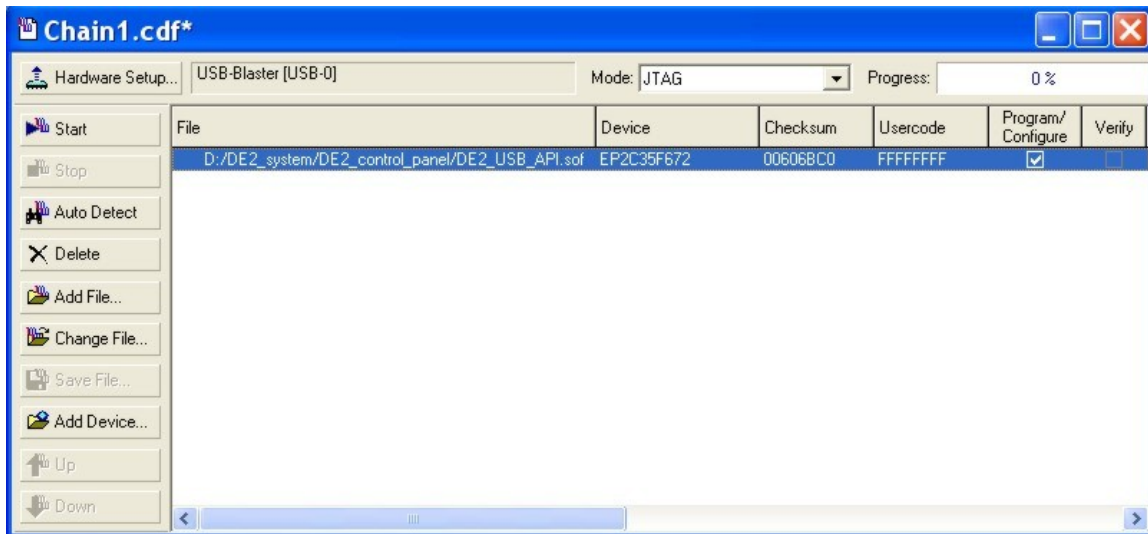 Chain1.cdf*
Hardware Setup... USB-Blaster [USB-0] Mode: JTAG Progress: 0 %
Start
Stop
Auto Detect
Delete
Add File...
Change File...
Save File...
Add Device...
Up
Down
File Device Checksum Usercode Program/ Configure Verify
D:/DE2_system/DE2_control_panel/DE2_USB_API.sof EP2C35F672 00606BC0 FFFFFFFF